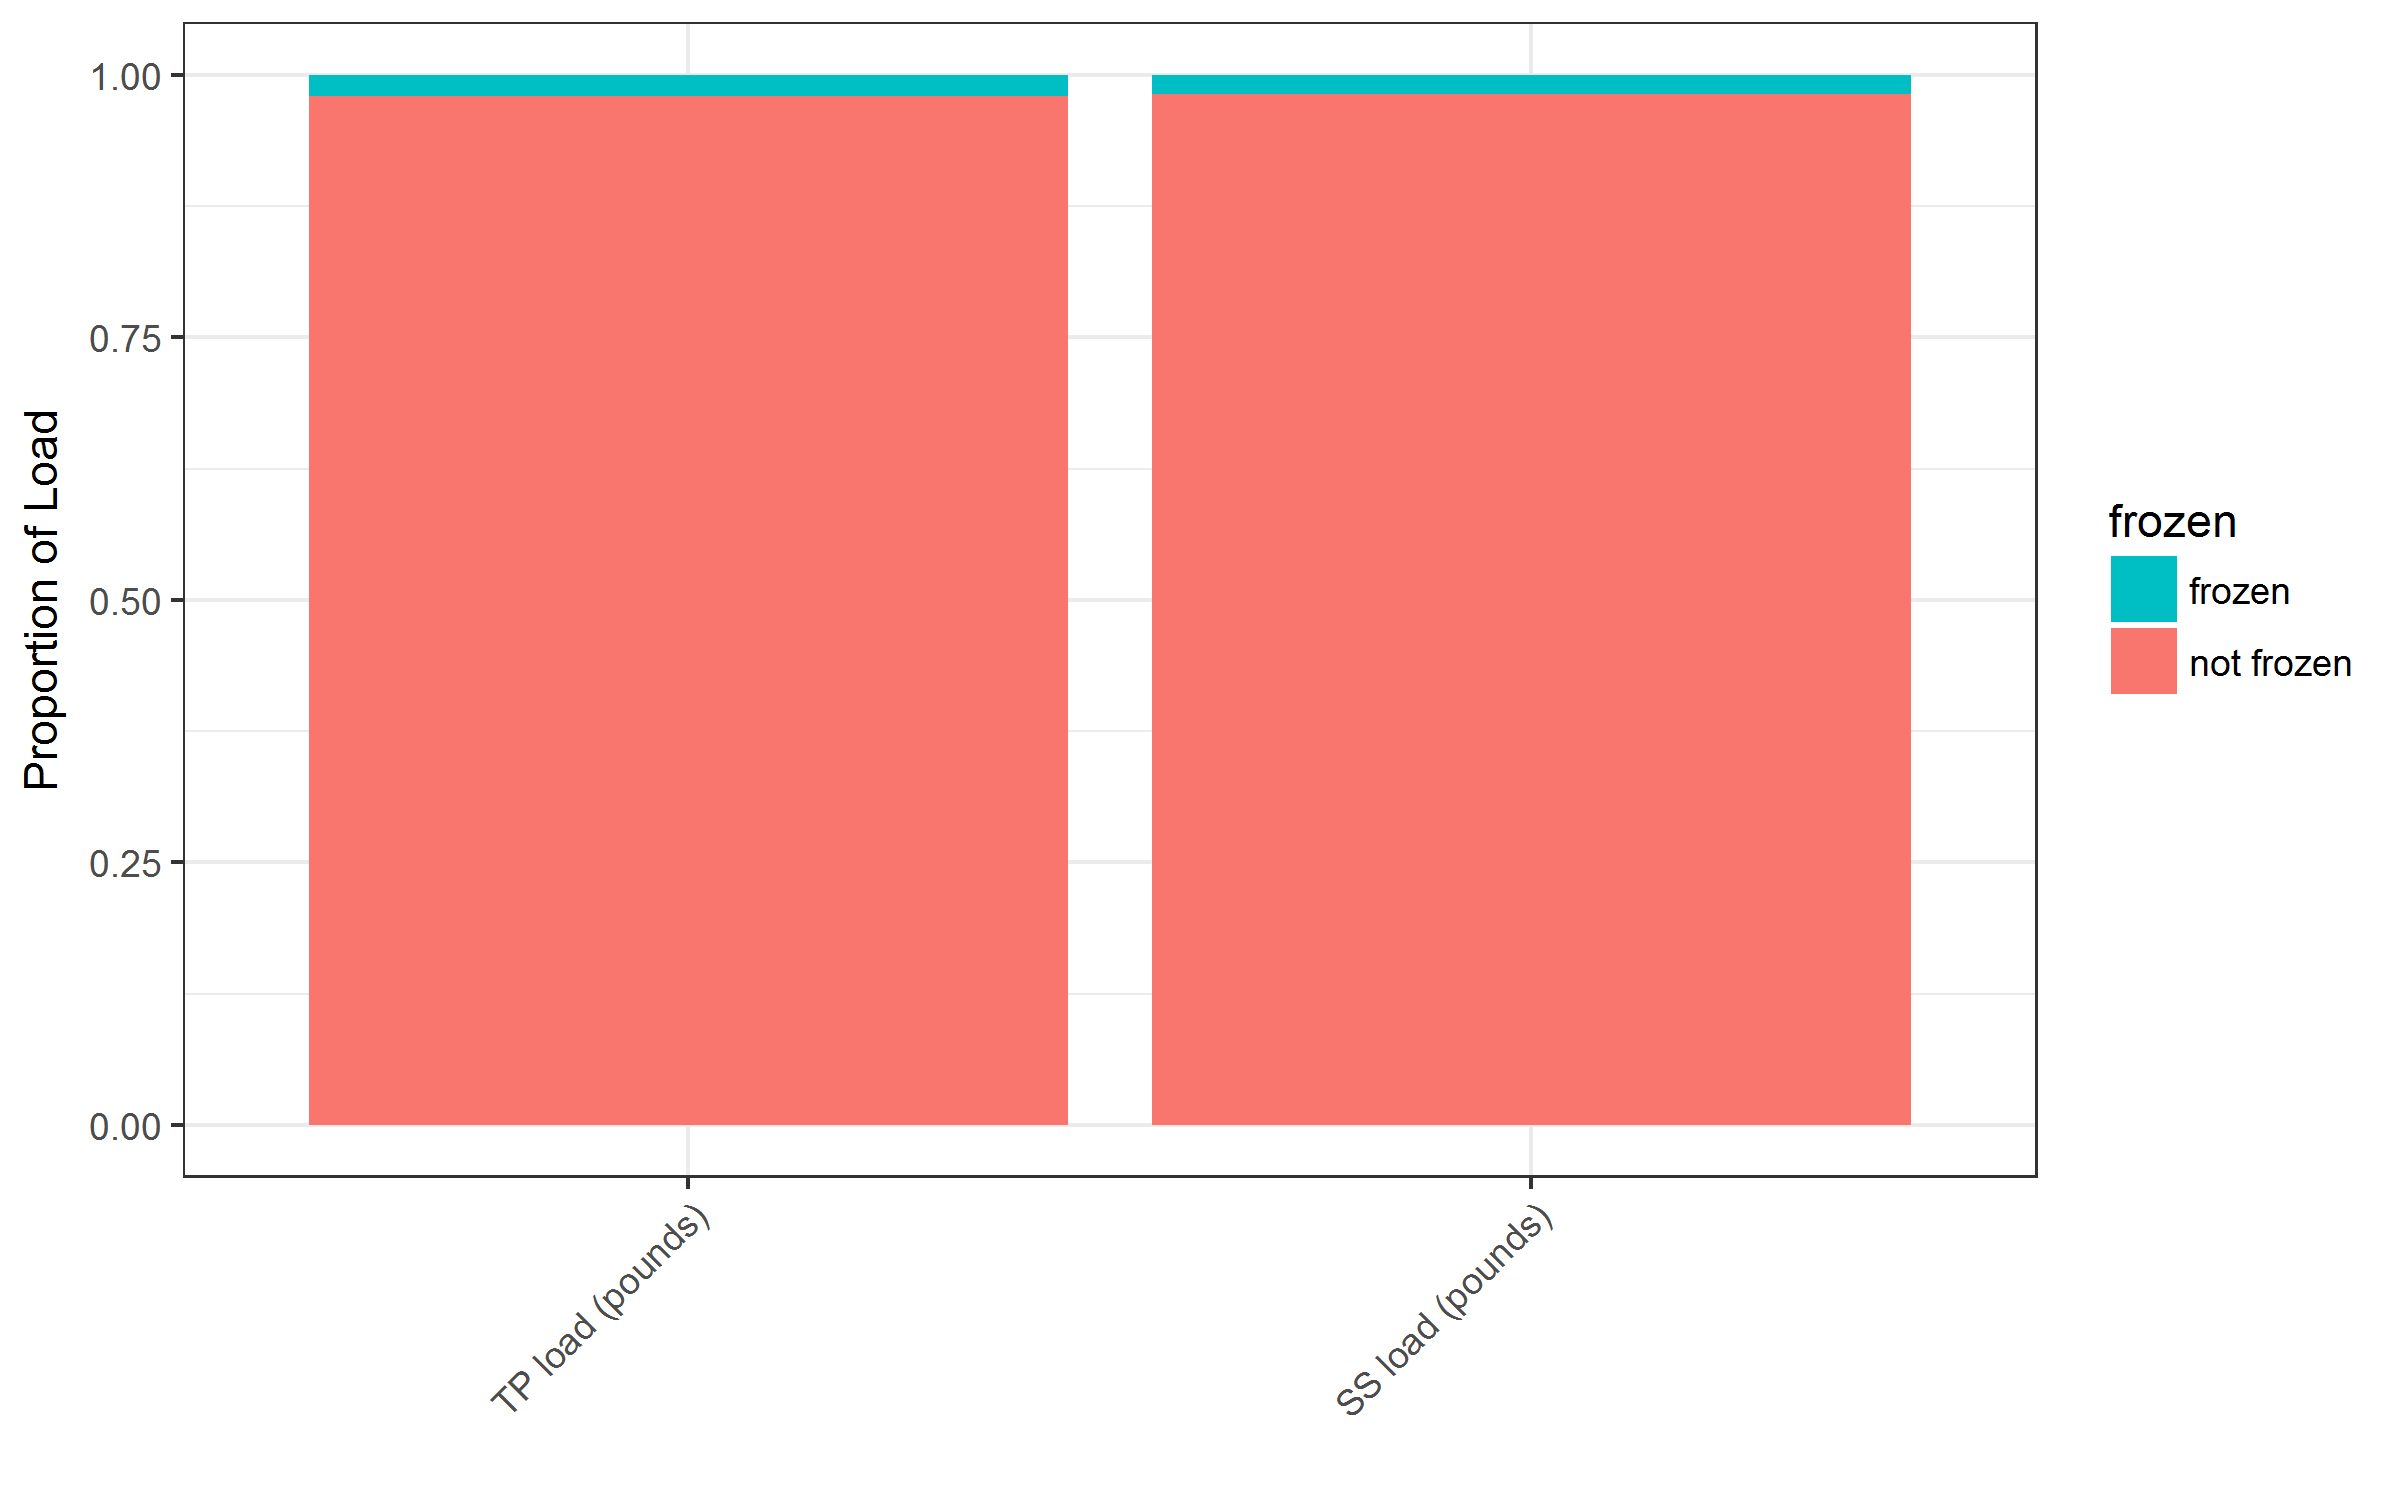 Proportion of Load
1.00
0.75
0.50
0.25
0.00
TP load (pounds)
SS load (pounds)
frozen
frozen
not frozen